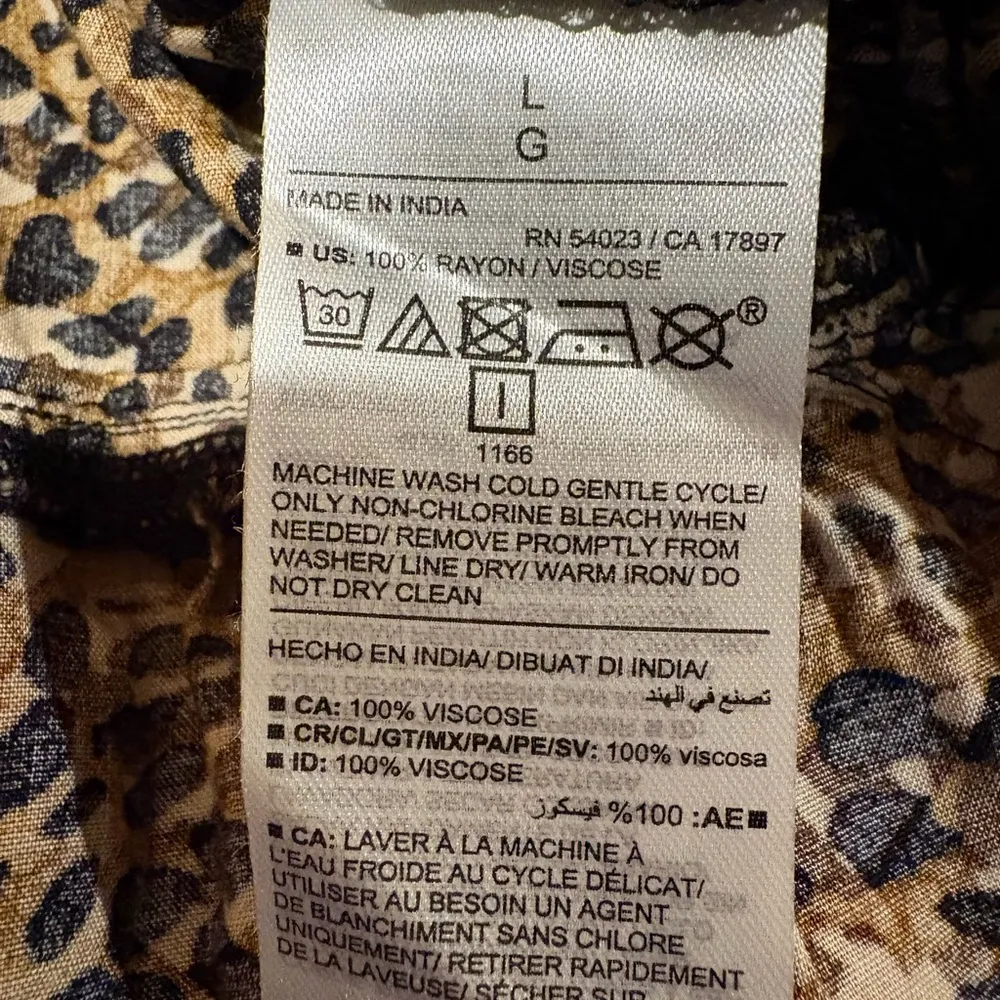 L
G
MADE IN INDIA
RN 54023 / CA 17897
US: 100% RAYON / VISCOSE
30
®
1166
MACHINE WASH COLD GENTLE CYCLE/
ONLY NON-CHLORINE BLEACH WHEN
NEEDED/ REMOVE PROMPTLY FROM
WASHER/ LINE DRY/ WARM IRON/ DO
NOT DRY CLEAN
HECHO EN INDIA/ DIBUAT DI INDIA/
تصنع في الهند
CA: 100% VISCOSE
CR/CL/GT/MX/PA/PE/SV: 100% viscosa
ID: 100% VISCOSE
AE: 100% فيسكوز
CA: LAVER À LA MACHINE À
L'EAU FROIDE AU CYCLE DÉLICAT/
UTILISER AU BESOIN UN AGENT
DE BLANCHIMENT SANS CHLORE
UNIQUEMENT/ RETIRER RAPIDEMENT
DE LA LAVEUSE/ SÉCHER SUR